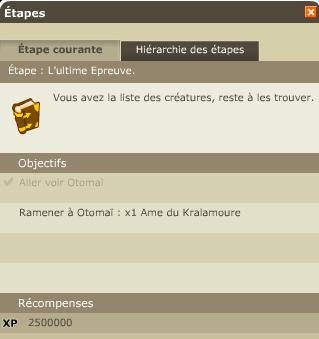 Étapes
Étape courante
Hiérarchie des étapes
Étape : L'ultime Epreuve.
Vous avez la liste des créatures, reste à les trouver.
Objectifs
Aller voir Otomaï
Ramener à Otomaï : x1 Ame du Kralamoure
Récompenses
XP 2500000